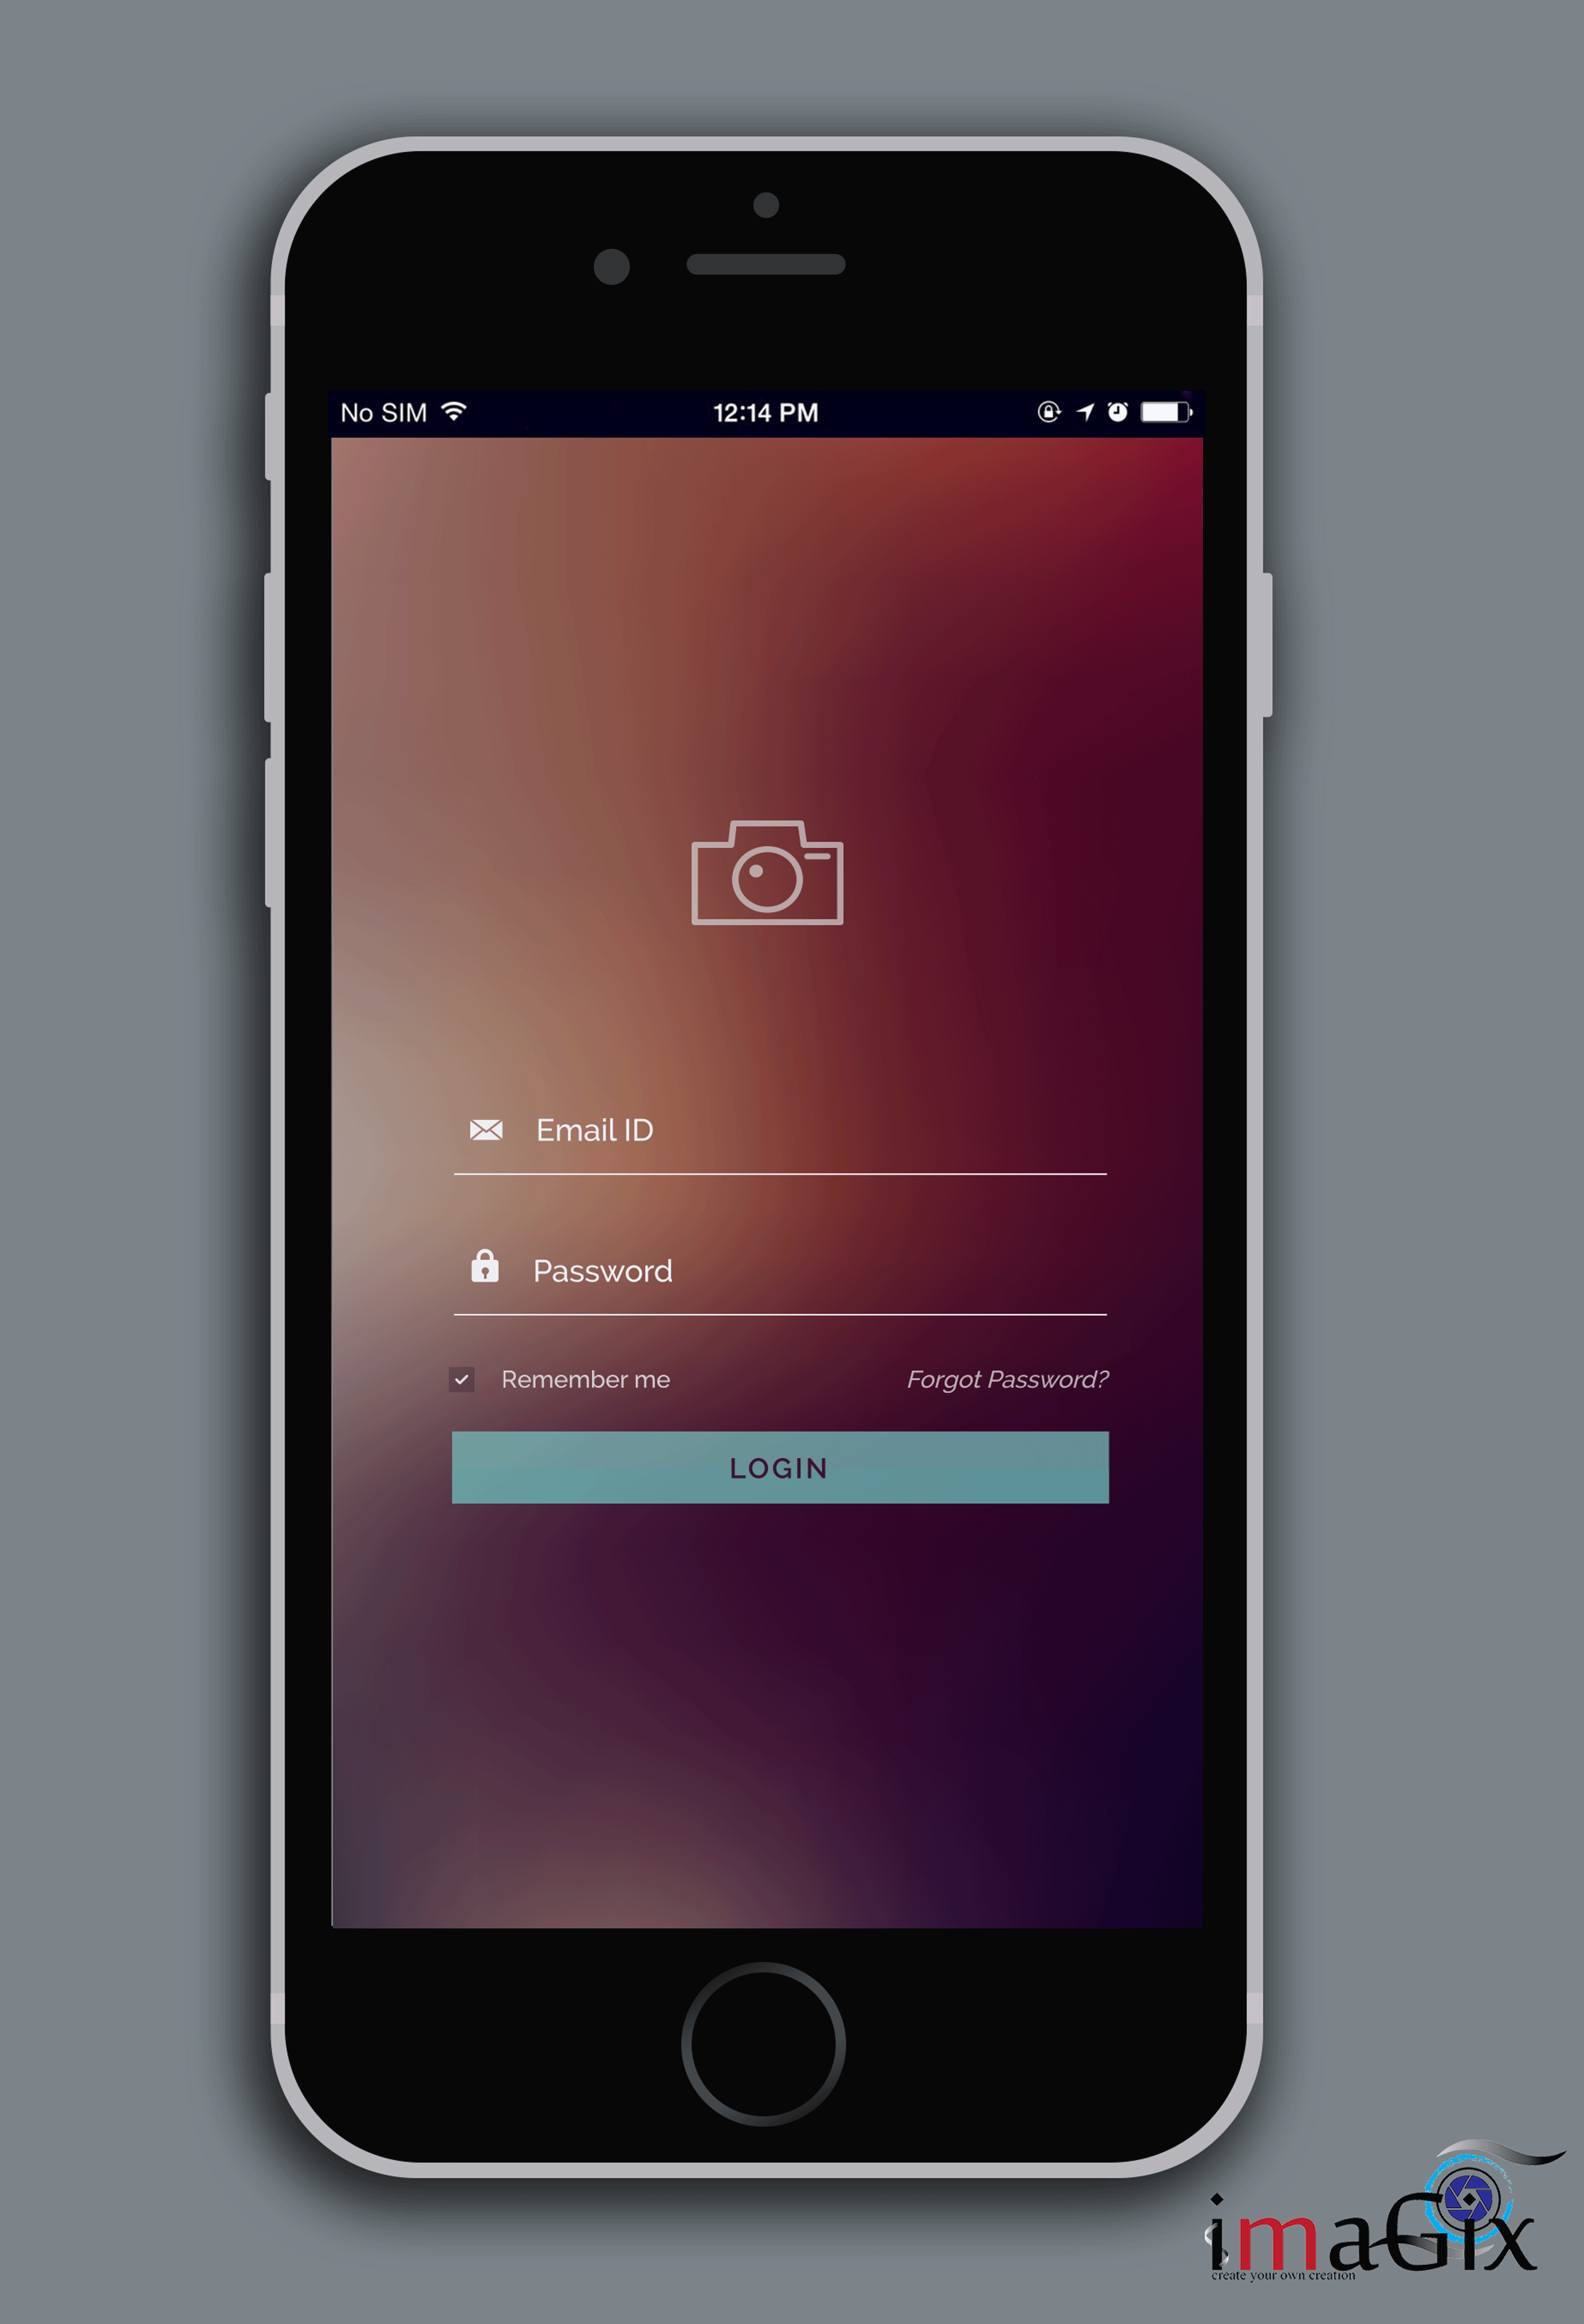 No SIM 12:14 PM
Email ID
Password
Remember me Forgot Password?
LOGIN
imaGix
create your own creation